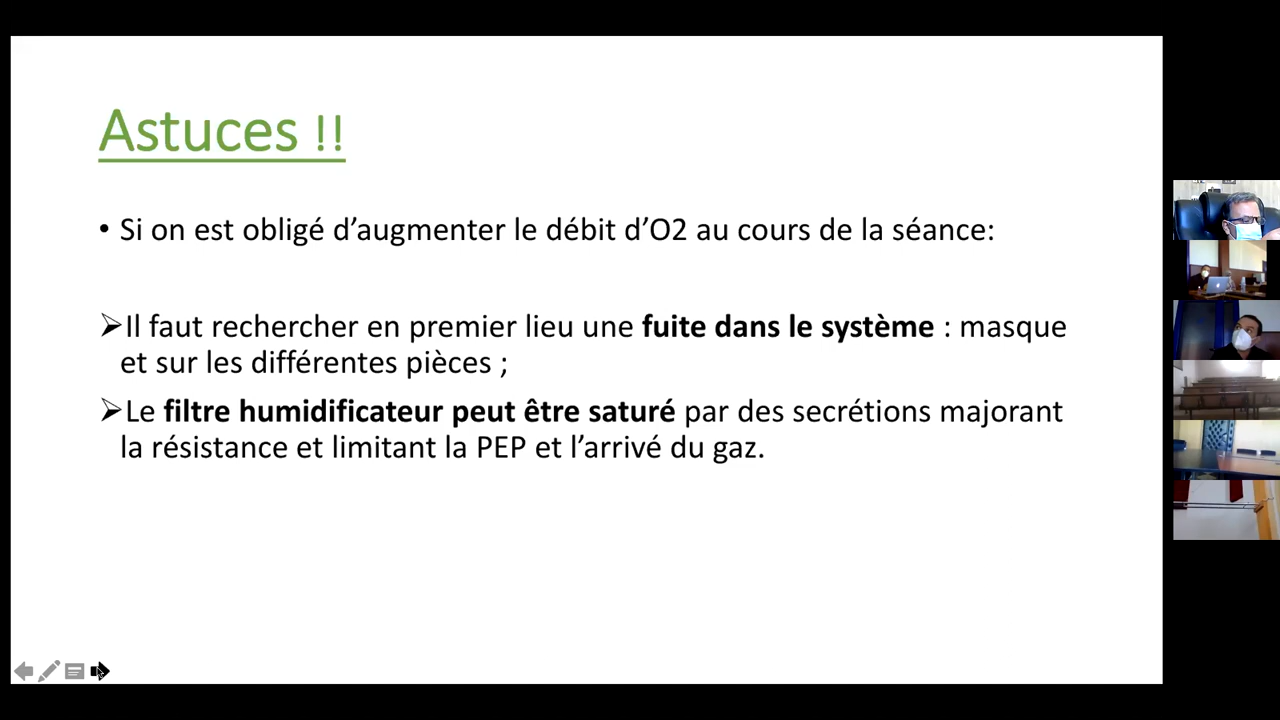 Astuces !!
• Si on est obligé d’augmenter le débit d’O2 au cours de la séance:
➢Il faut rechercher en premier lieu une fuite dans le système : masque
et sur les différentes pièces ;
➢Le filtre humidificateur peut être saturé par des secrétions majorant
la résistance et limitant la PEP et l’arrivé du gaz.